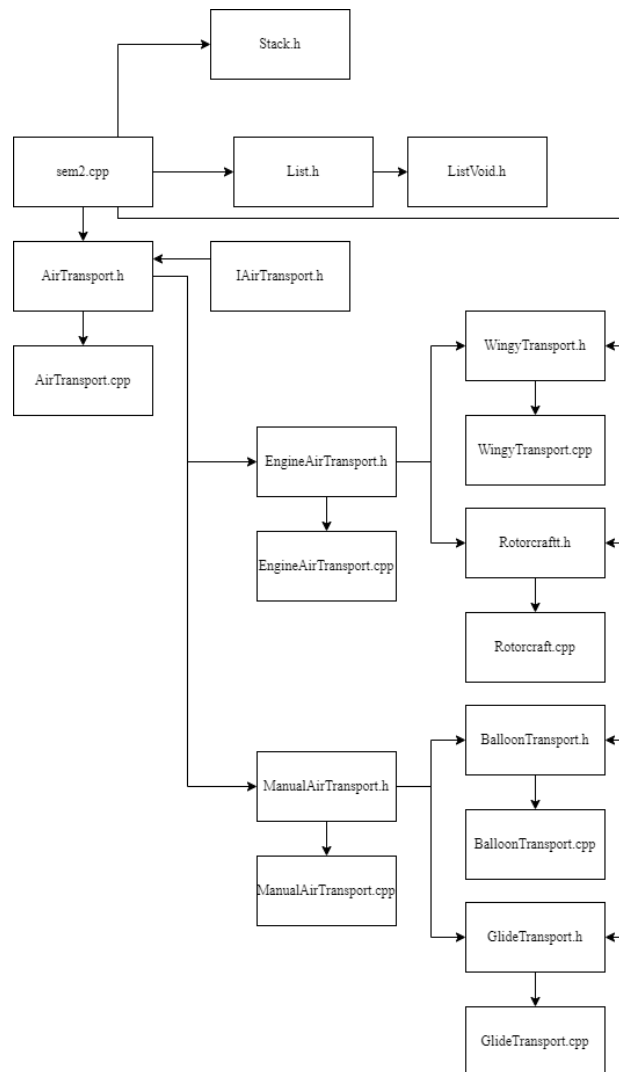 Stack.h
sem2.cpp
List.h
ListVoid.h
AirTransport.h
IAirTransport.h
AirTransport.cpp
WingyTransport.h
WingyTransport.cpp
EngineAirTransport.h
EngineAirTransport.cpp
Rotorcraftt.h
Rotorcraft.cpp
BalloonTransport.h
ManualAirTransport.h
BalloonTransport.cpp
ManualAirTransport.cpp
GlideTransport.h
GlideTransport.cpp